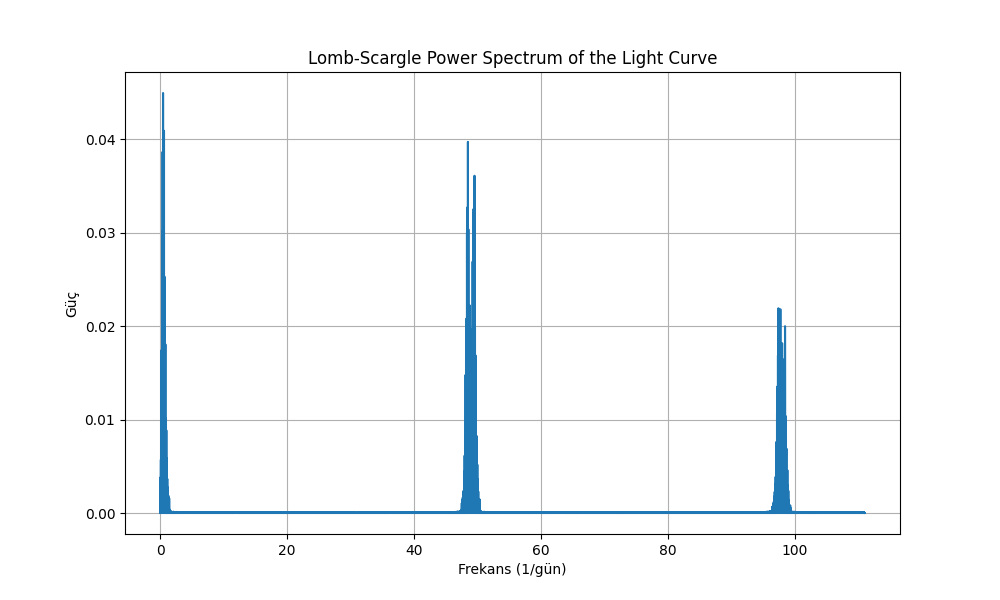 Lomb-Scargle Power Spectrum of the Light Curve
Güç
0.04
0.03
0.02
0.01
0.00
0 20 40 60 80 100
Frekans (1/gün)